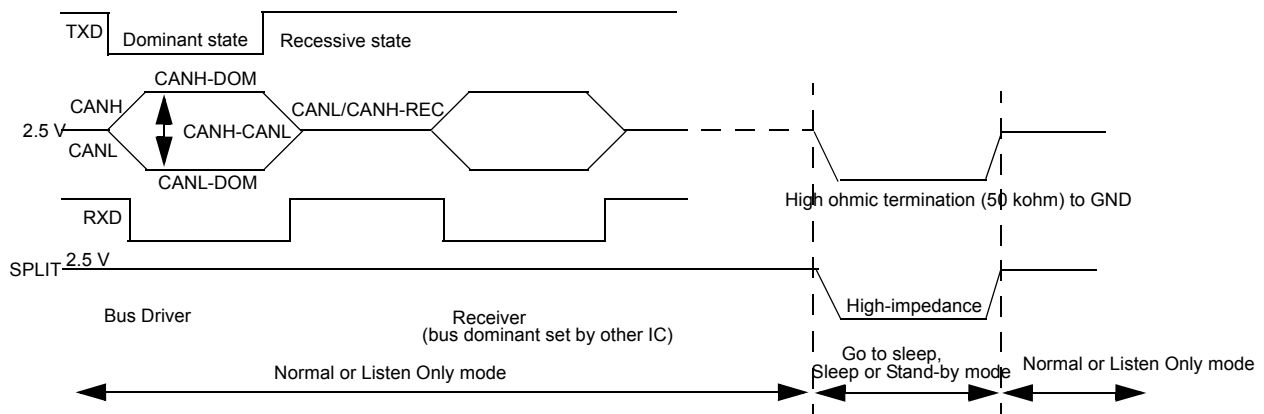 TXD
Dominant state
Recessive state
CANH-DOM
CANH
CANL/CANH-REC
2.5 V
CANH-CANL
CANL
CANL-DOM
High ohmic termination (50 kohm) to GND
RXD
2.5 V
SPLIT
High-impedance
Bus Driver
Receiver
(bus dominant set by other IC)
Go to sleep,
Sleep or Stand-by mode
Normal or Listen Only mode
Normal or Listen Only mode